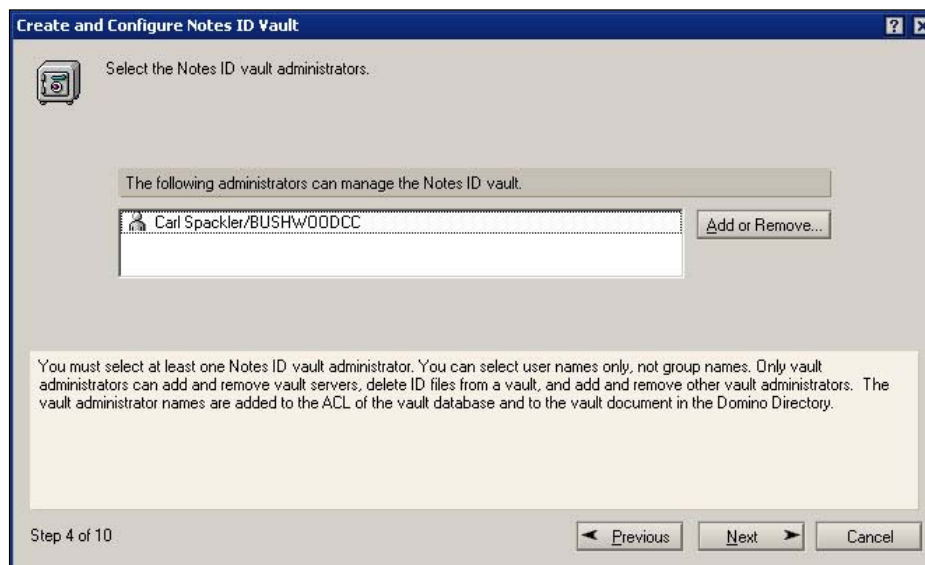 Create and Configure Notes ID Vault
Select the Notes ID vault administrators.
The following administrators can manage the Notes ID vault.
Carl Spackler/BUSHWOODCC
Add or Remove...
You must select at least one Notes ID vault administrator. You can select user names only, not group names. Only vault
administrators can add and remove vault servers, delete ID files from a vault, and add and remove other vault administrators. The
vault administrator names are added to the ACL of the vault database and to the vault document in the Domino Directory.
Step 4 of 10
Previous
Next
Cancel